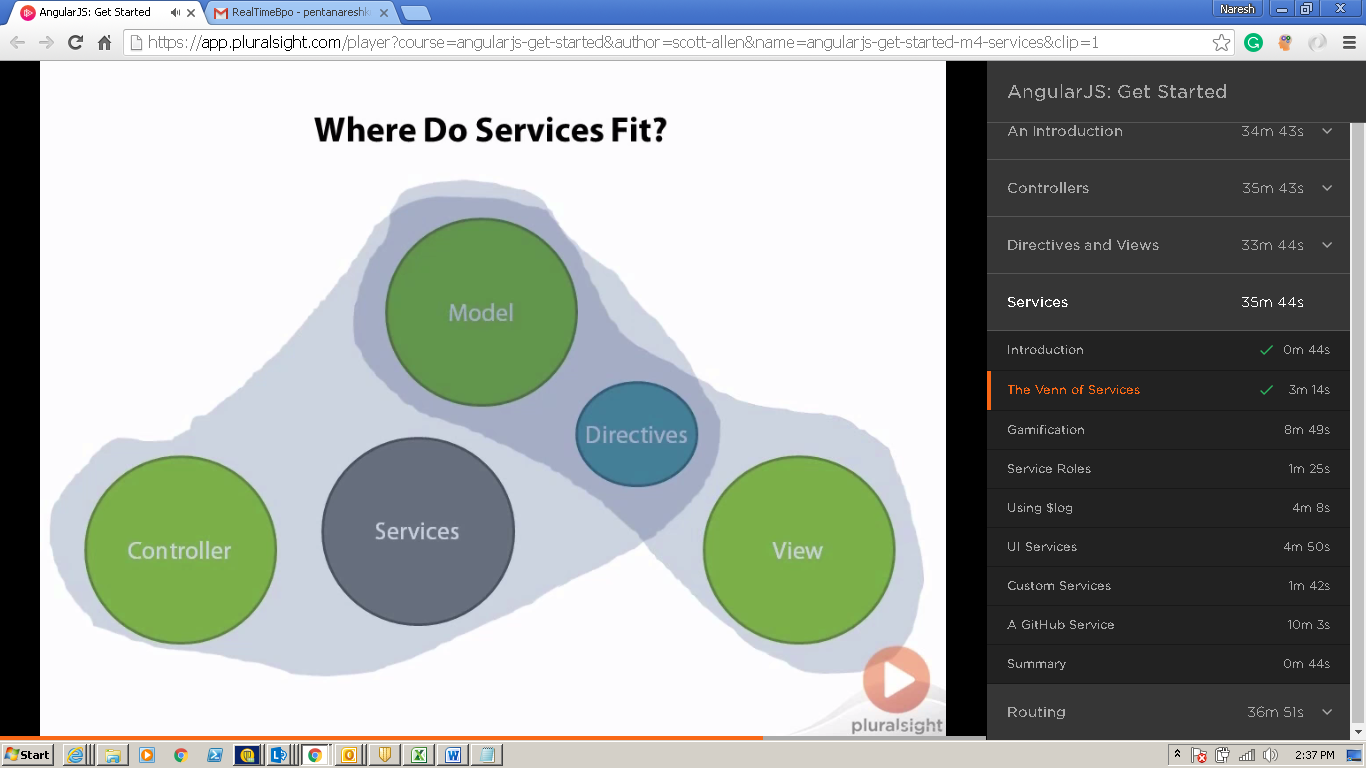 AngularJS: Get Started
RealTimeBpo - pentanaresh
Naresh
https://app.pluralsight.com/player?course=angularjs-get-started&author=scott-allen&name=angularjs-get-started-m4-services&clip=1
Where Do Services Fit?
Model
Directives
Controller
Services
View
pluralsight
AngularJS: Get Started
An Introduction 34m 43s
Controllers 35m 43s
Directives and Views 33m 44s
Services 35m 44s
Introduction 0m 44s
The Venn of Services 3m 14s
Gamification 8m 49s
Service Roles 1m 25s
Using $log 4m 8s
UI Services 4m 50s
Custom Services 1m 42s
A GitHub Service 10m 3s
Summary 0m 44s
Routing 36m 51s
Start
2:37 PM